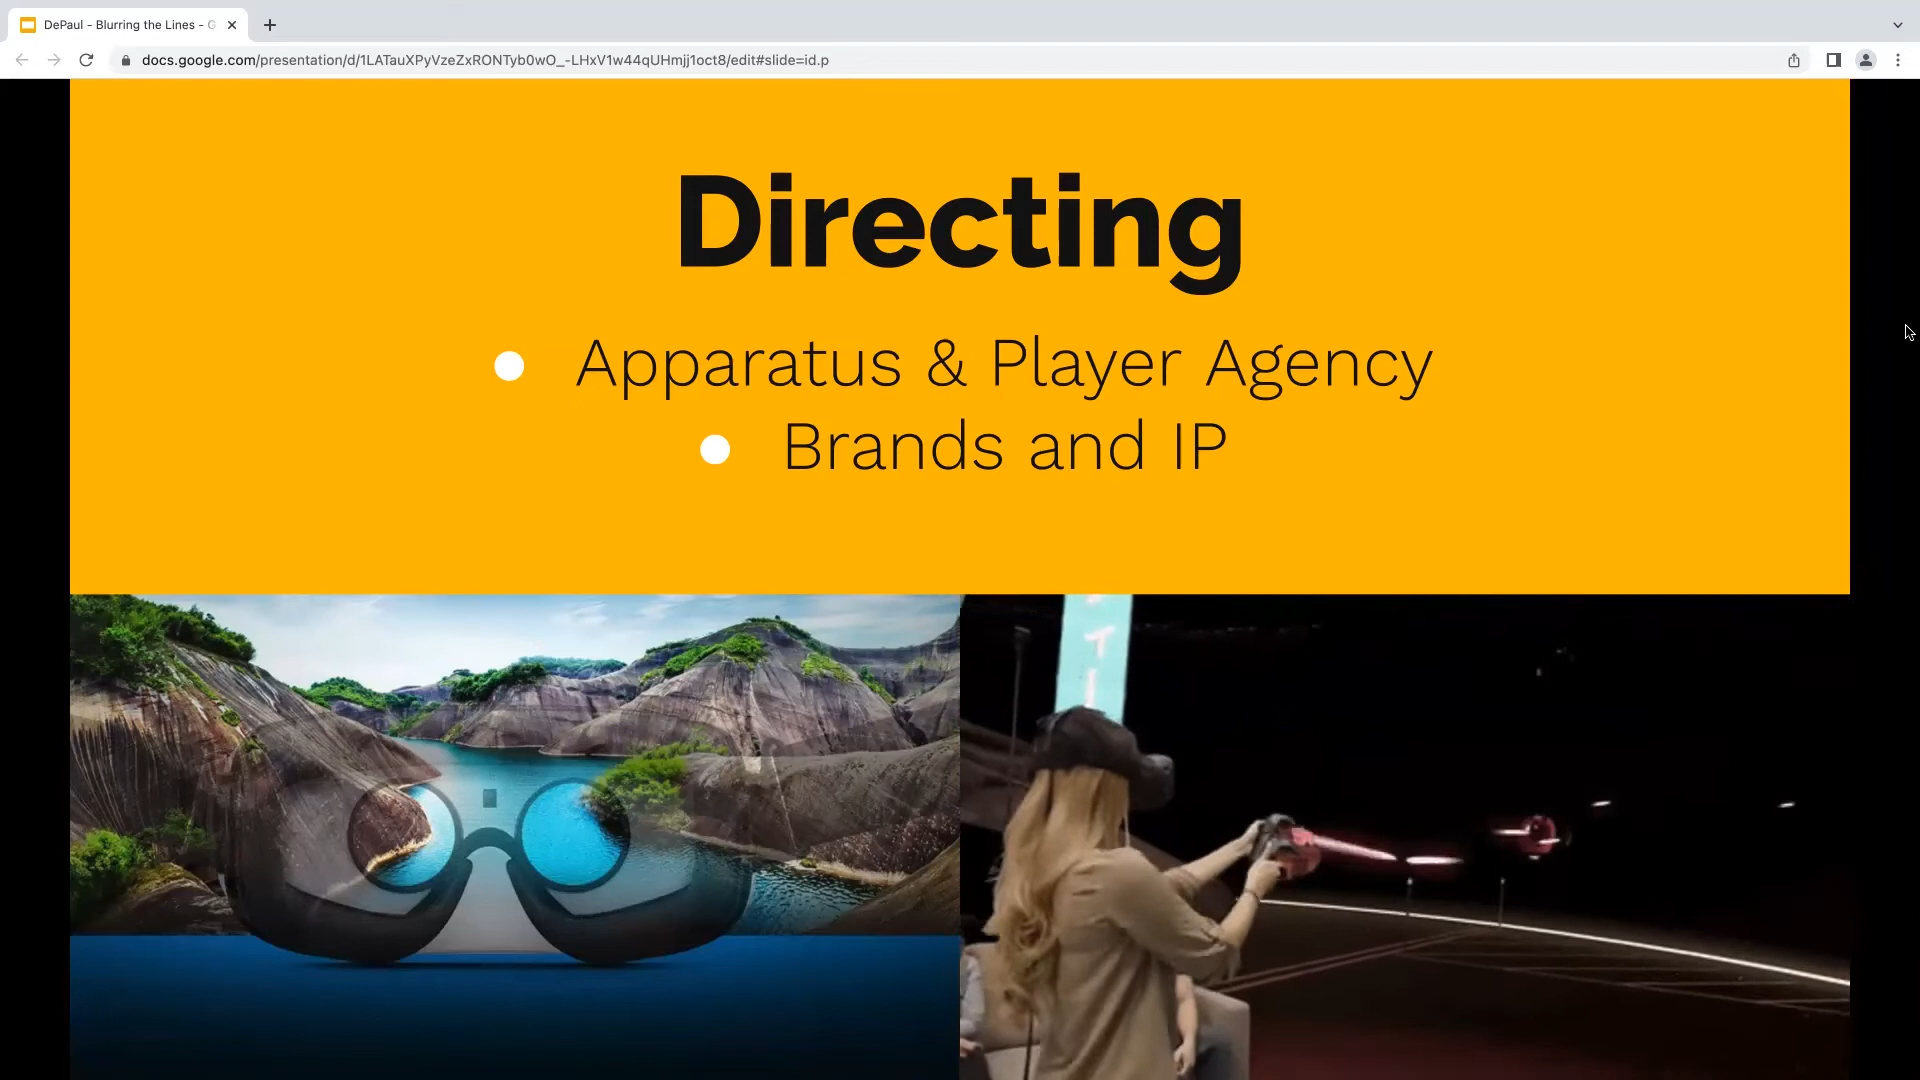 DePaul - Blurring the Lines - G
docs.google.com/presentation/d/1LATauXPyVzeZxRONTyb0wO_-LHxV1w44qUHmjj1oct8/edit#slide=id.p
Directing
Apparatus & Player Agency
Brands and IP